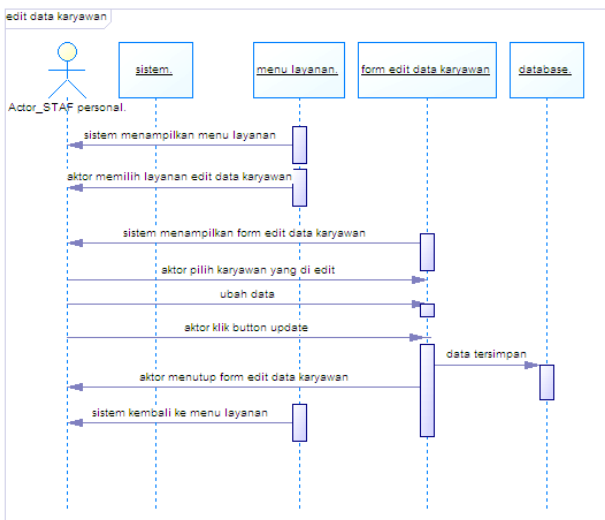 edit data karyawan
sistem.
menu layanan.
form edit data karyawan
database.
Actor_STAF personal.
sistem menampilkan menu layanan
aktor memilih layanan edit data karyawan
sistem menampilkan form edit data karyawan
aktor pilih karyawan yang di edit
ubah data
aktor klik button update
data tersimpan
aktor menutup form edit data karyawan
sistem kembali ke menu layanan